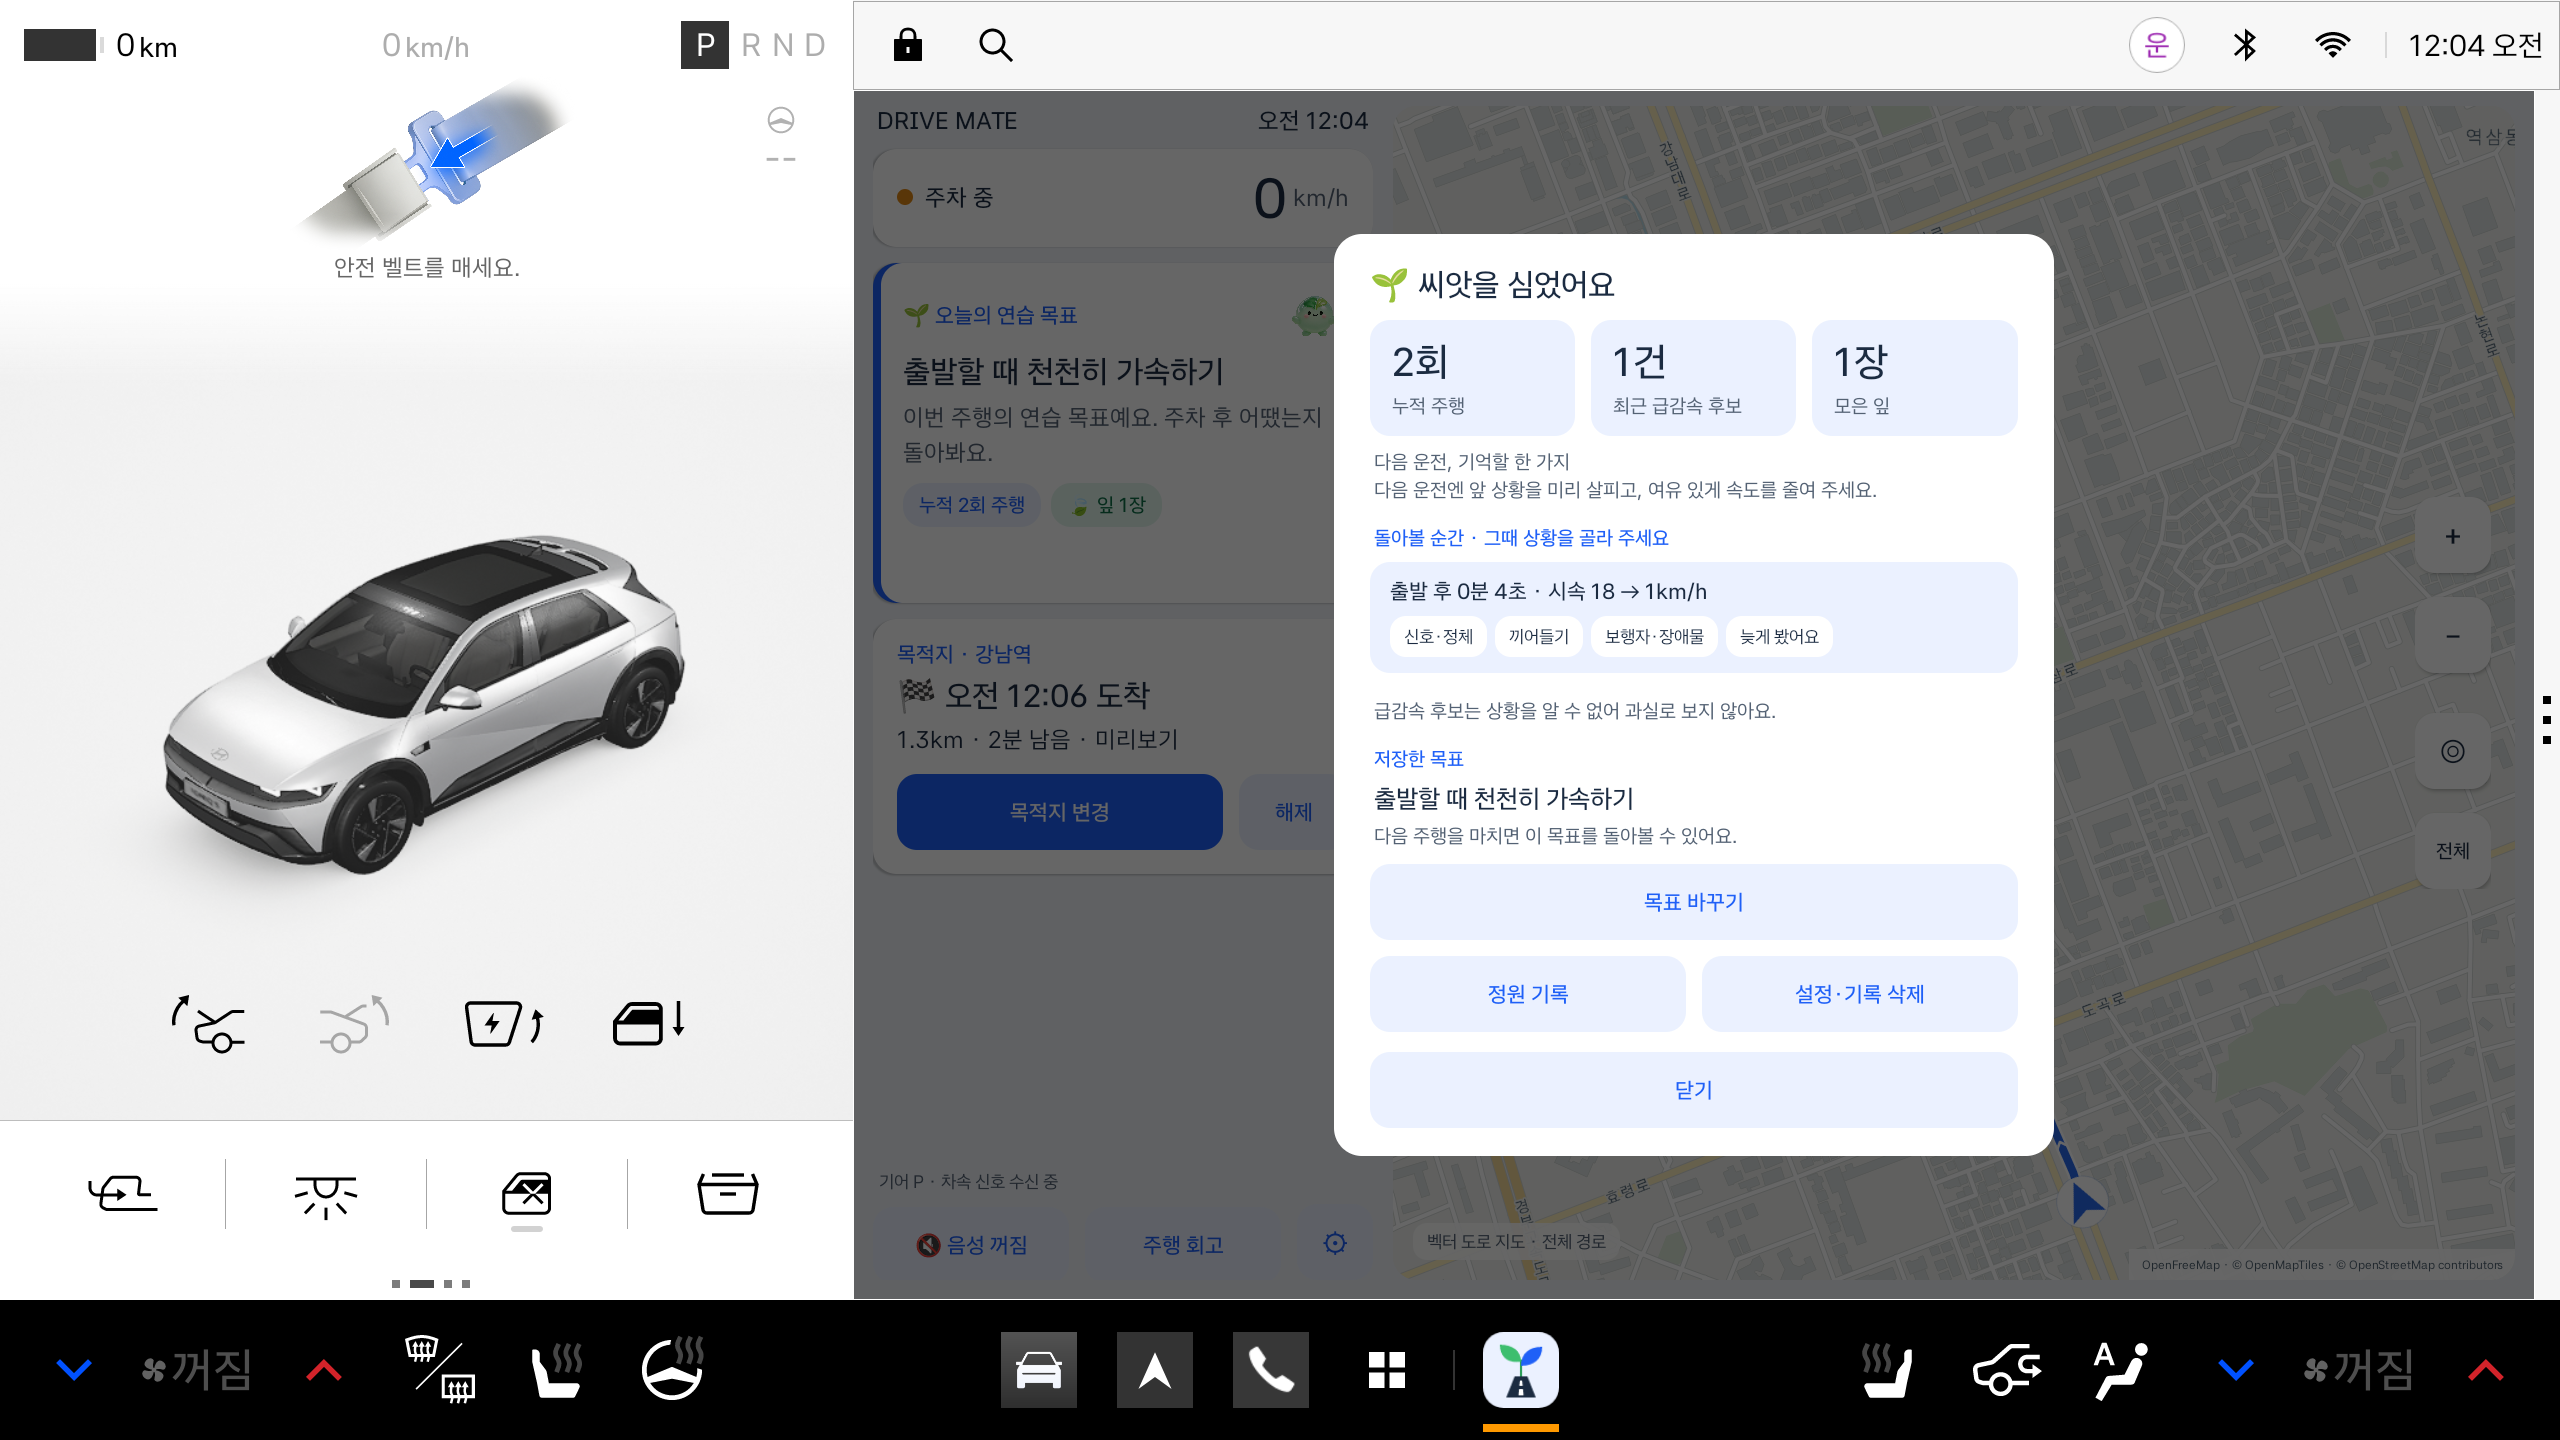 0km
0km/h
P R N D
안전 벨트를 매세요.
운
12:04 오전
DRIVE MATE
오전 12:04
주차 중
0 km/h
🌱 오늘의 연습 목표
출발할 때 천천히 가속하기
이번 주행의 연습 목표예요. 주차 후 어땠는지
돌아봐요.
누적 2회 주행
🍃 잎 1장
목적지 · 강남역
🏁 오전 12:06 도착
1.3km · 2분 남음 · 미리보기
목적지 변경
해제
기어 P · 차속 신호 수신 중
🔇 음성 꺼짐
주행 회고
🌱 씨앗을 심었어요
2회
누적 주행
1건
최근 급감속 후보
1장
모은 잎
다음 운전, 기억할 한 가지
다음 운전엔 앞 상황을 미리 살피고, 여유 있게 속도를 줄여 주세요.
돌아볼 순간 · 그때 상황을 골라 주세요
출발 후 0분 4초 · 시속 18 → 1km/h
신호·정체
끼어들기
보행자·장애물
늦게 봤어요
급감속 후보는 상황을 알 수 없어 과실로 보지 않아요.
저장한 목표
출발할 때 천천히 가속하기
다음 주행을 마치면 이 목표를 돌아볼 수 있어요.
목표 바꾸기
정원 기록
설정·기록 삭제
닫기
강남대로
역삼동
+
−
전체
도곡로
효령로
벡터 도로 지도 · 전체 경로
OpenFreeMap · © OpenMapTiles · © OpenStreetMap contributors
꺼짐
A
꺼짐